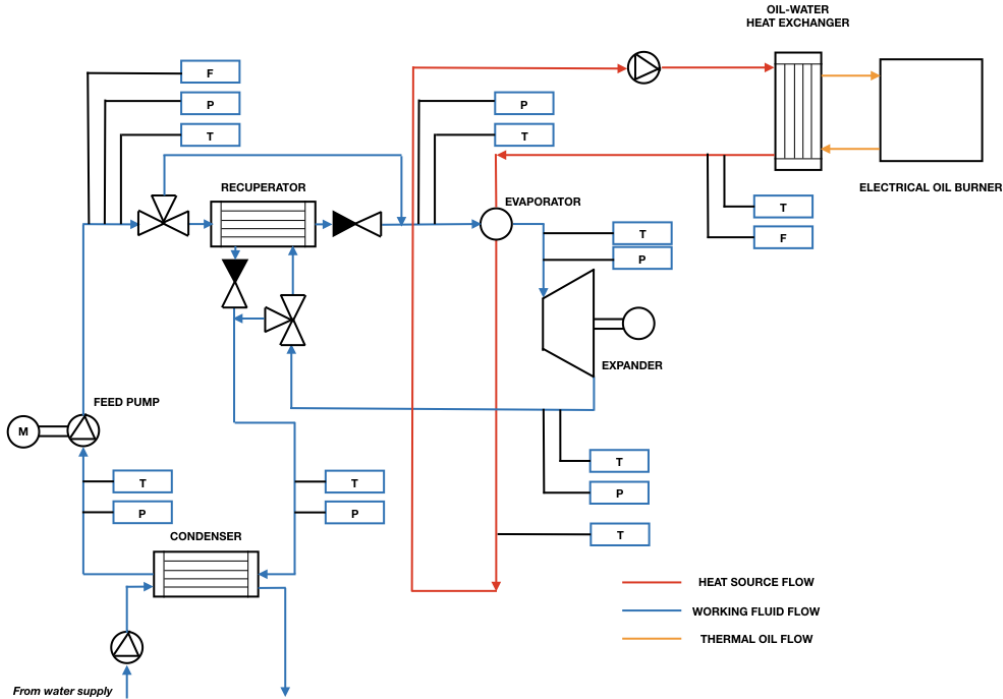 OIL-WATER
HEAT EXCHANGER
F
P
T
P
T
RECUPERATOR
EVAPORATOR
ELECTRICAL OIL BURNER
T
F
T
P
EXPANDER
FEED PUMP
M
T
P
T
P
T
P
T
CONDENSER
HEAT SOURCE FLOW
WORKING FLUID FLOW
THERMAL OIL FLOW
From water supply